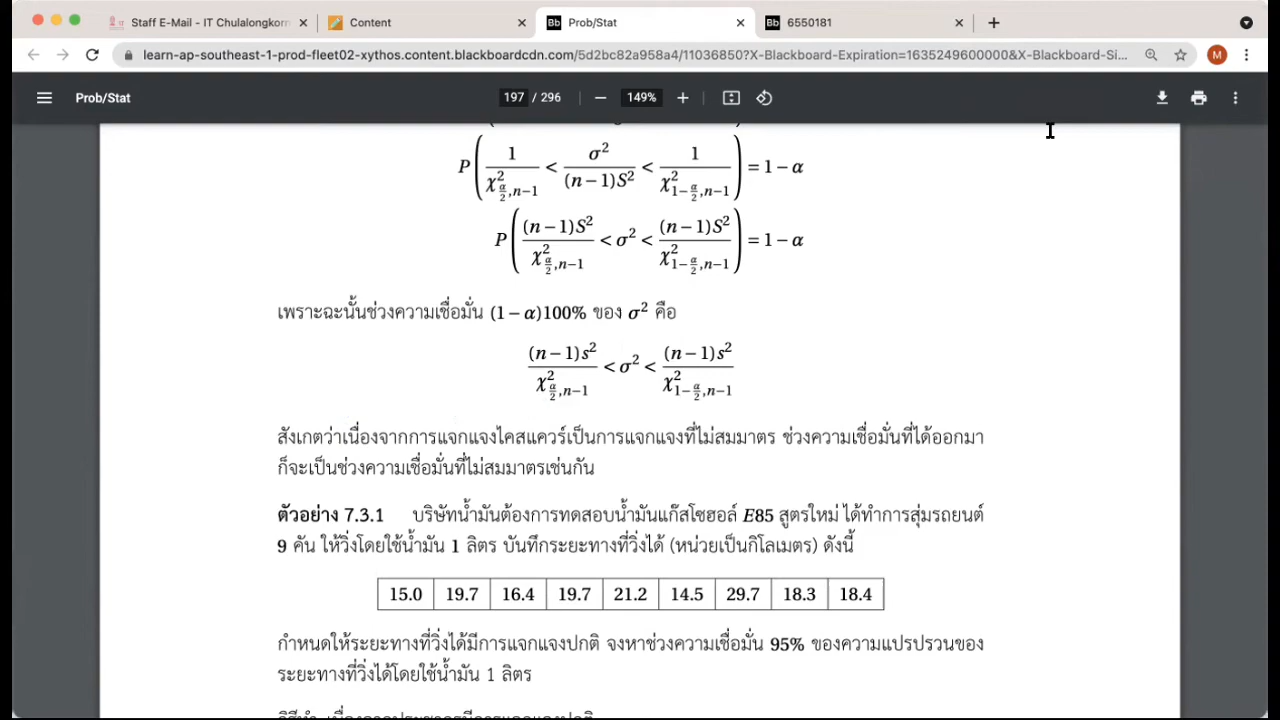 Staff E-Mail - IT Chulalongkorn
Content
Bb Prob/Stat
Bb 6550181
learn-ap-southeast-1-prod-fleet02-xythos.content.blackboardcdn.com/5d2bc82a958a4/11036850?X-Blackboard-Expiration=1635249600000&X-Blackboard-Si...
M
Prob/Stat
197 / 296
149%
P(1/χ²_{α/2,n−1} < σ²/(n−1)S² < 1/χ²_{1−α/2,n−1}) = 1 − α
P((n−1)S²/χ²_{α/2,n−1} < σ² < (n−1)S²/χ²_{1−α/2,n−1}) = 1 − α
เพราะฉะนั้นช่วงความเชื่อมั่น (1 − α)100% ของ σ² คือ
(n−1)s²/χ²_{α/2,n−1} < σ² < (n−1)s²/χ²_{1−α/2,n−1}
สังเกตว่าเนื่องจากการแจกแจงไคสแควร์เป็นการแจกแจงที่ไม่สมมาตร ช่วงความเชื่อมั่นที่ได้ออกมา
ก็จะเป็นช่วงความเชื่อมั่นที่ไม่สมมาตรเช่นกัน
ตัวอย่าง 7.3.1 บริษัทน้ำมันต้องการทดสอบน้ำมันแก๊สโซฮอล์ E85 สูตรใหม่ ได้ทำการสุ่มรถยนต์
9 คัน ให้วิ่งโดยใช้น้ำมัน 1 ลิตร บันทึกระยะทางที่วิ่งได้ (หน่วยเป็นกิโลเมตร) ดังนี้
15.0 19.7 16.4 19.7 21.2 14.5 29.7 18.3 18.4
กำหนดให้ระยะทางที่วิ่งได้มีการแจกแจงปกติ จงหาช่วงความเชื่อมั่น 95% ของความแปรปรวนของ
ระยะทางที่วิ่งได้โดยใช้น้ำมัน 1 ลิตร